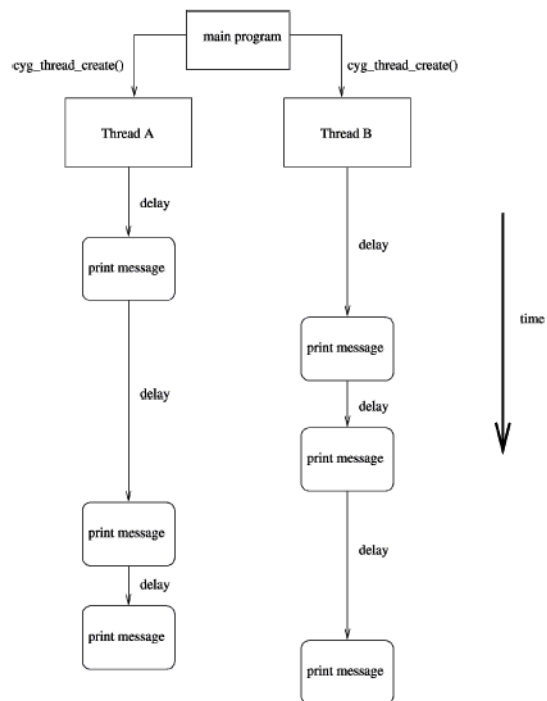 main program
cyg_thread_create()
cyg_thread_create()
Thread A
Thread B
delay
delay
print message
time
print message
delay
delay
print message
print message
delay
delay
print message
print message